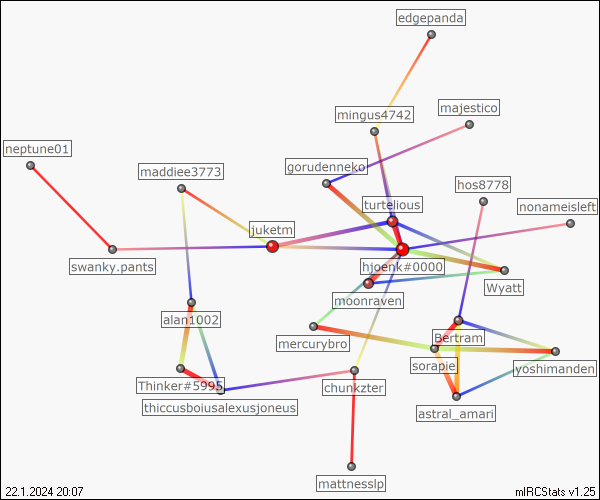 edgepanda
majestico
mingus4742
neptune01
gorudenneko
maddiee3773
hos8778
turtelious
nonameisleft
juketm
swanky.pants
hjoenk#0000
Wyatt
moonraven
alan1002
Bertram
mercurybro
sorapie
yoshimanden
Thinker#5995
chunkzter
thiccusboiusalexusjoneus
astral_amari
mattnesslp
22.1.2024 20:07
mIRCStats v1.25